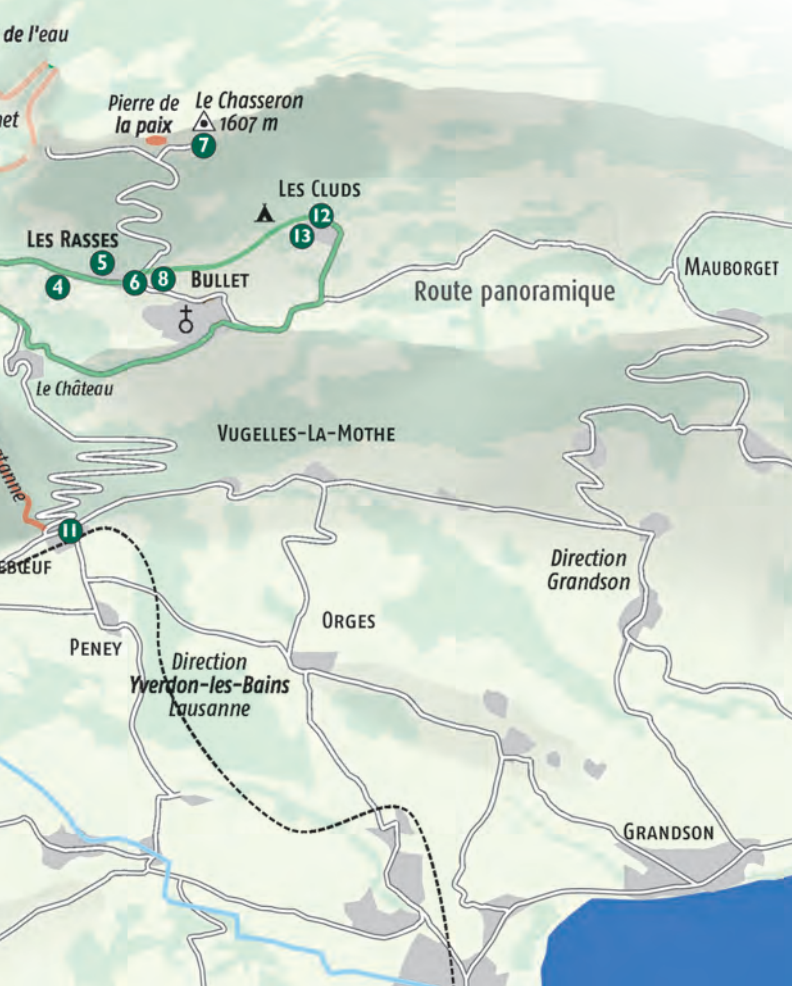 de l'eau
Pierre de
la paix
Le Chasseron
1607 m
7
Les Cluds
12
13
Les Rasses
5
4
6
8
Bullet
Mauborget
Route panoramique
Le Château
Vugelles-La-Mothe
11
Direction
Grandson
Orges
Peney
Direction
Yverdon-les-Bains
Lausanne
Grandson